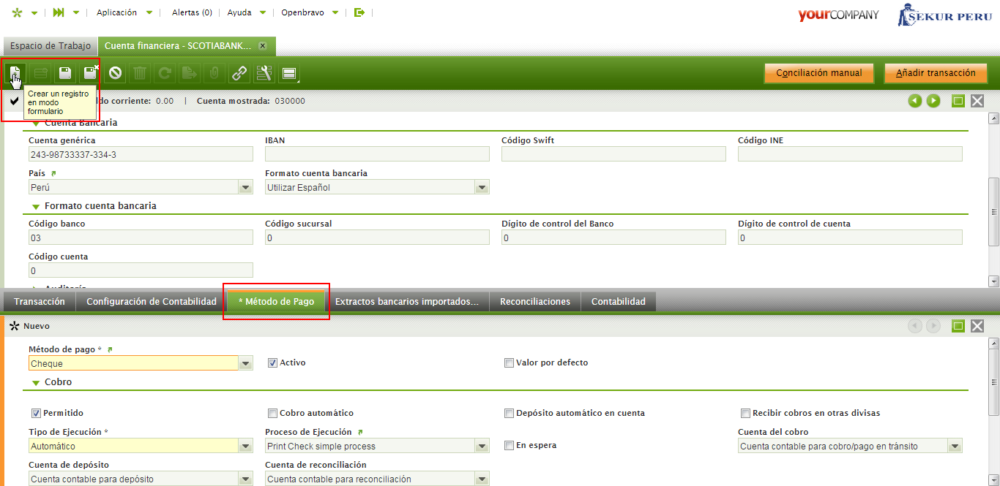 Aplicación
Alertas (0)
Ayuda
Openbravo
yourCOMPANY
SEKUR PERU
Espacio de Trabajo
Cuenta financiera - SCOTIABANK...
Conciliación manual
Añadir transacción
Crear un registro
en modo
formulario
do corriente: 0.00 | Cuenta mostrada: 030000
Cuenta Bancaria
Cuenta genérica
IBAN
Código Swift
Código INE
243-98733337-334-3
País
Formato cuenta bancaria
Perú
Utilizar Español
Formato cuenta bancaria
Código banco
Código sucursal
Dígito de control del Banco
Dígito de control de cuenta
03
0
0
0
Código cuenta
0
Auditoría
Transacción
Configuración de Contabilidad
* Método de Pago
Extractos bancarios importados...
Reconciliaciones
Contabilidad
Nuevo
Método de pago *
Cheque
Activo
Valor por defecto
Cobro
Permitido
Cobro automático
Depósito automático en cuenta
Recibir cobros en otras divisas
Tipo de Ejecución *
Proceso de Ejecución
Cuenta del cobro
Automático
Print Check simple process
En espera
Cuenta contable para cobro/pago en tránsito
Cuenta de depósito
Cuenta de reconciliación
Cuenta contable para depósito
Cuenta contable para reconciliación